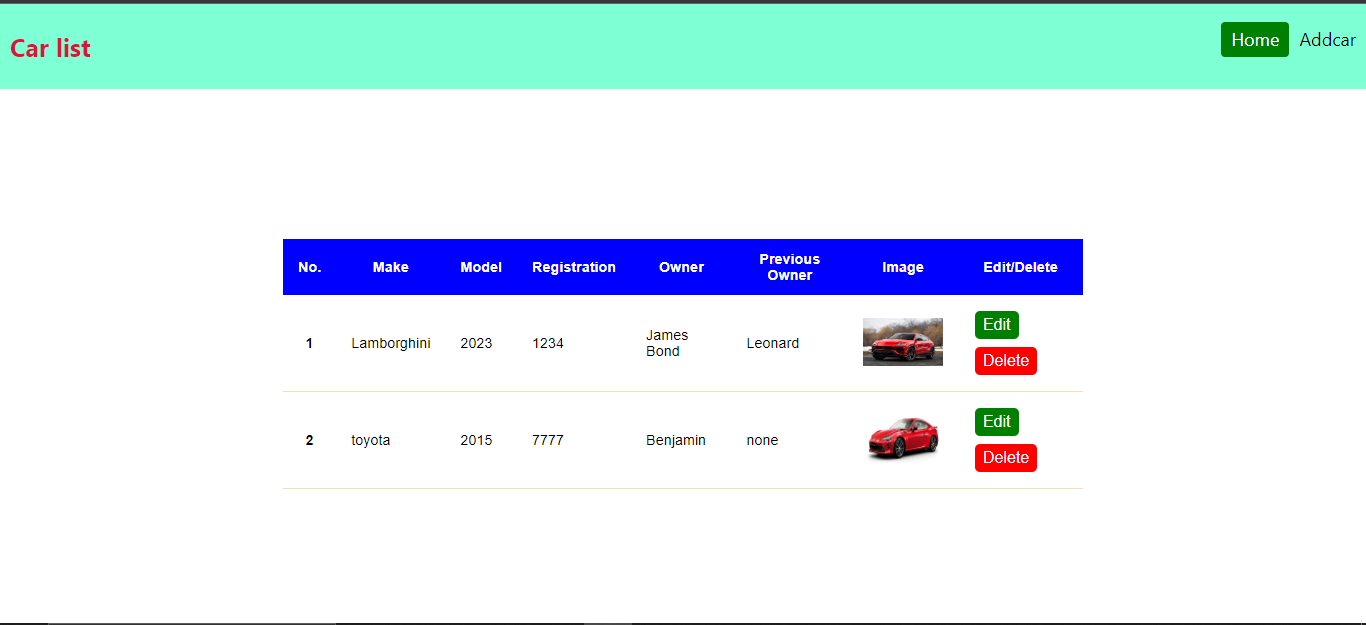 Car list
Home Addcar
No. Make Model Registration Owner Previous Owner Image Edit/Delete
1 Lamborghini 2023 1234 James Bond Leonard Edit Delete
2 toyota 2015 7777 Benjamin none Edit Delete